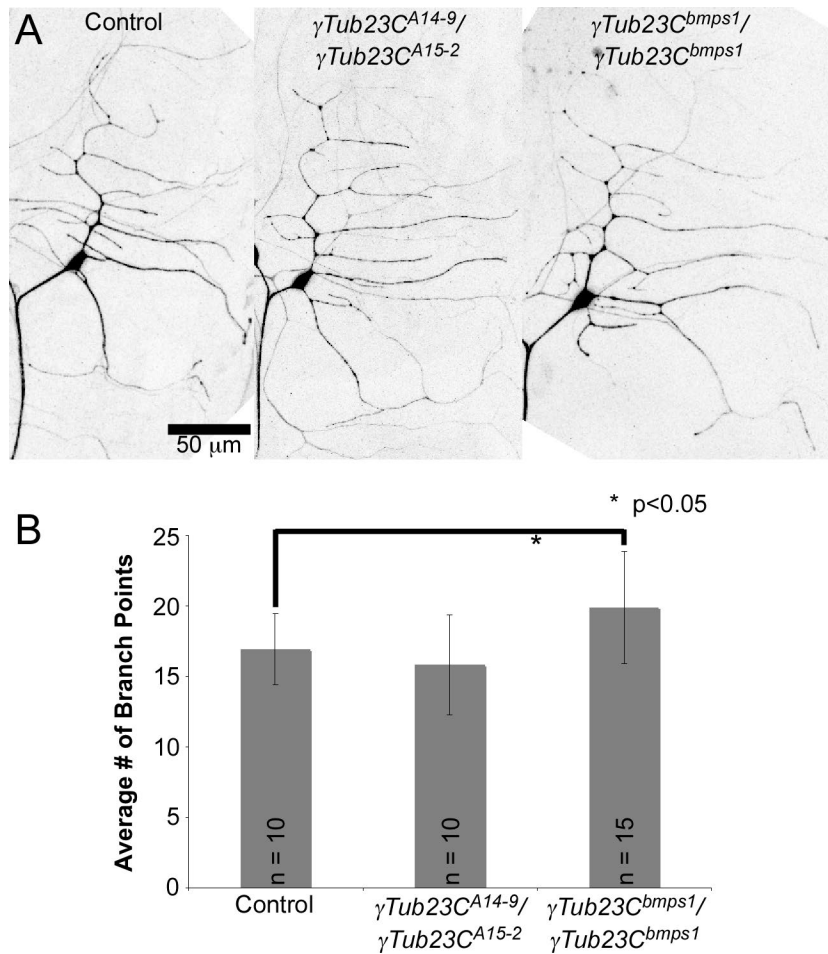 A
Control
γTub23C^A14-9/
γTub23C^A15-2
γTub23C^bmps1/
γTub23C^bmps1
50 μm
B
* p<0.05
*
Average # of Branch Points
25
20
15
10
5
0
n = 10
n = 10
n = 15
Control
γTub23C^A14-9/
γTub23C^A15-2
γTub23C^bmps1/
γTub23C^bmps1